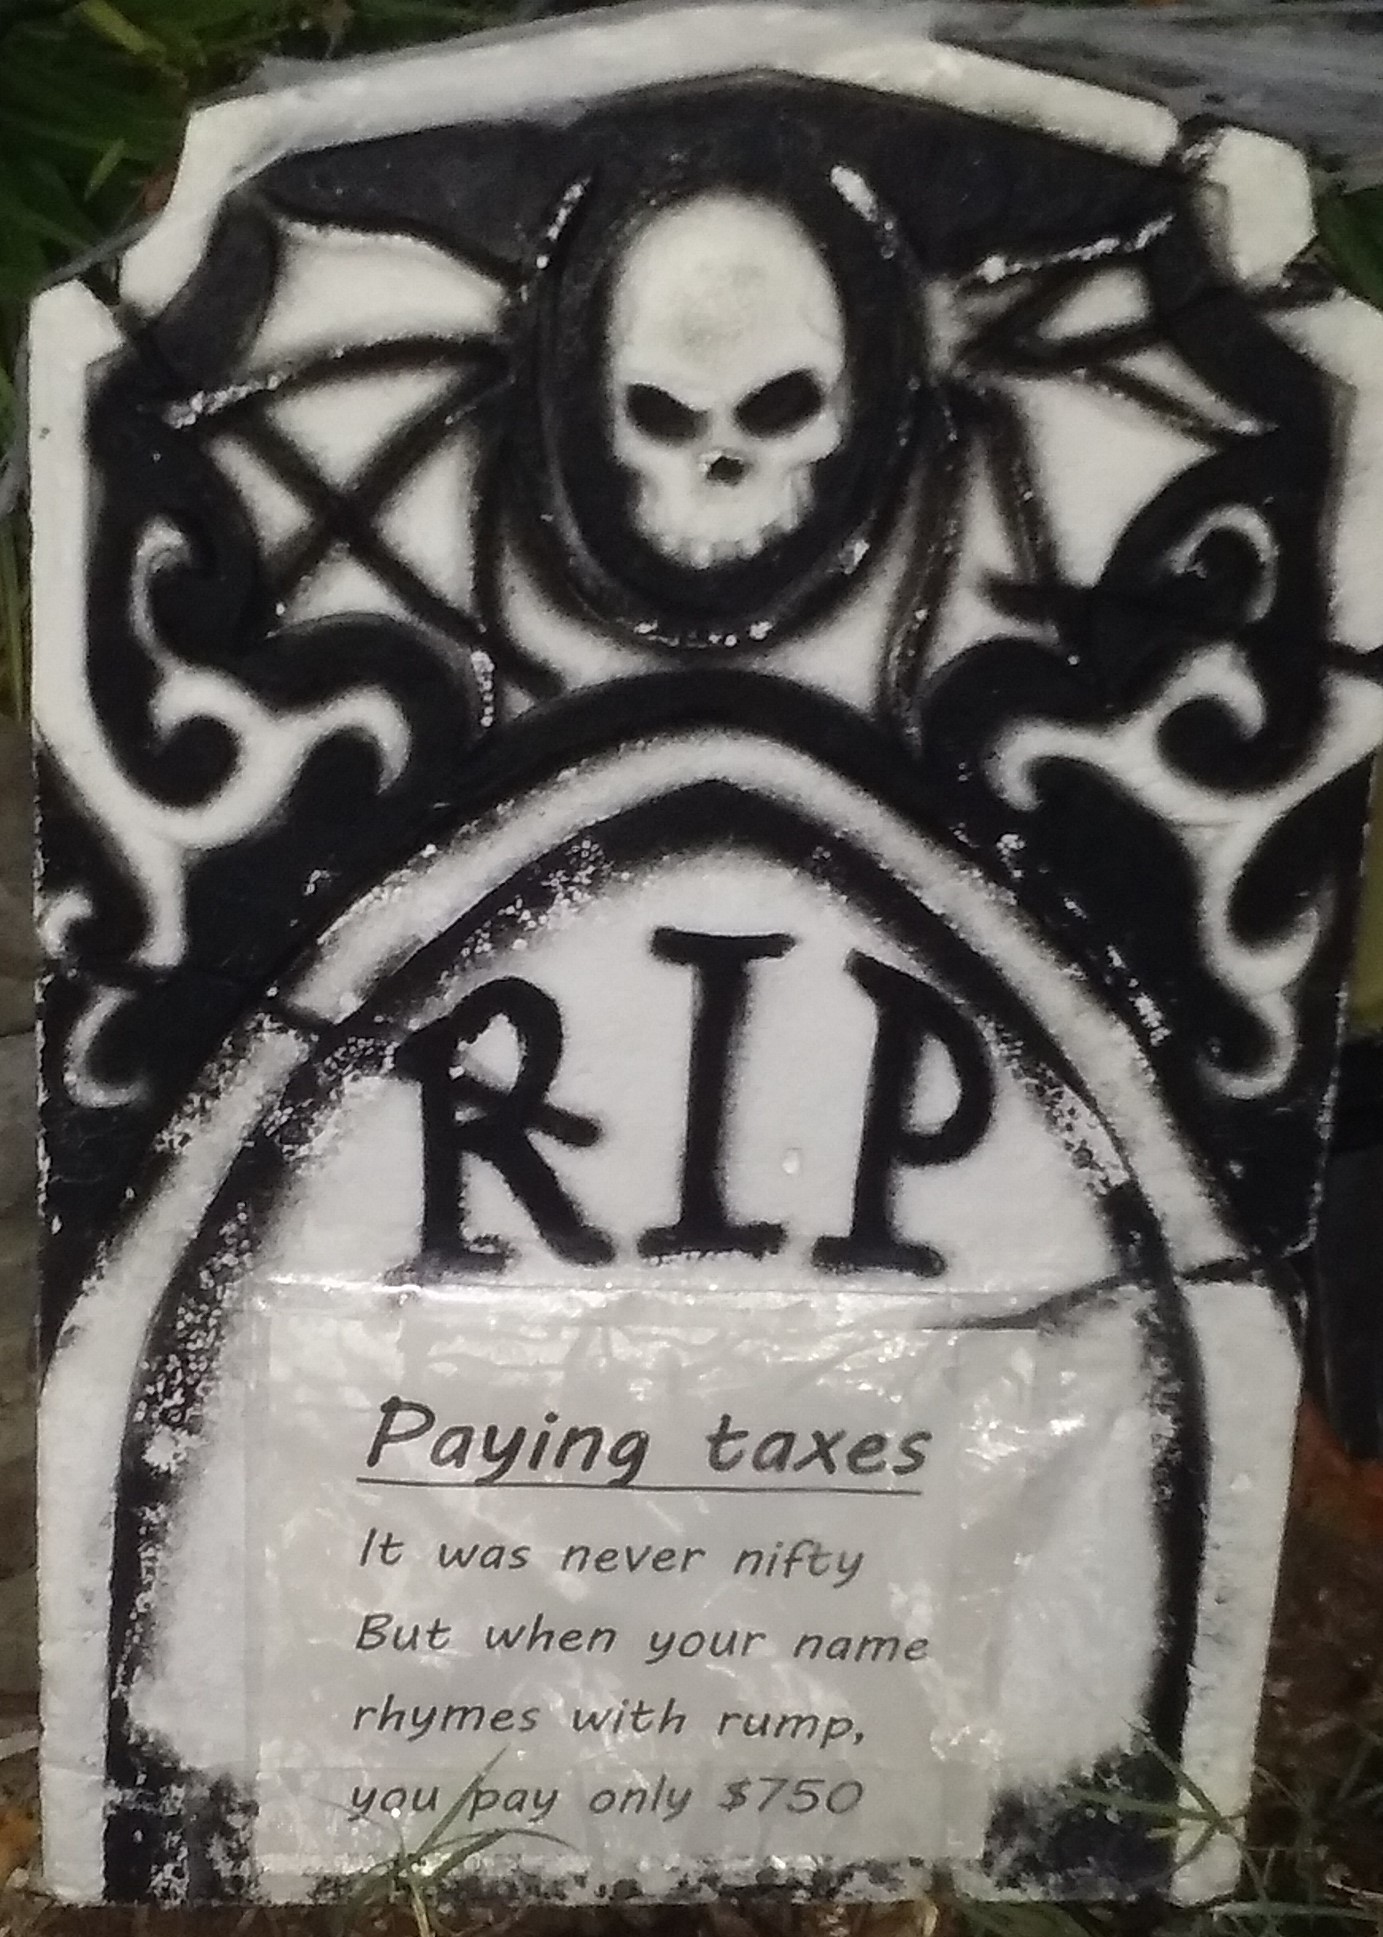 RIP
Paying taxes
It was never nifty
But when your name
rhymes with rump,
you pay only $750